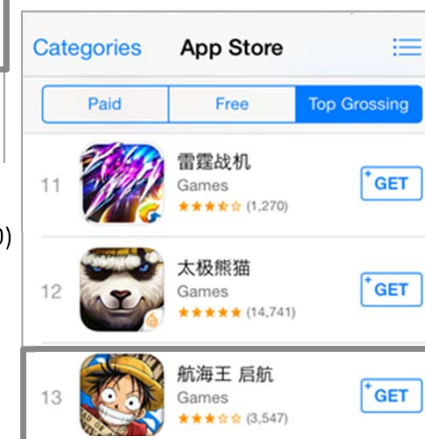 Categories App Store
Paid Free Top Grossing
雷霆战机
11 Games GET
(1,270)
太极熊猫
12 Games GET
(14,741)
航海王 启航
13 Games GET
(3,547)